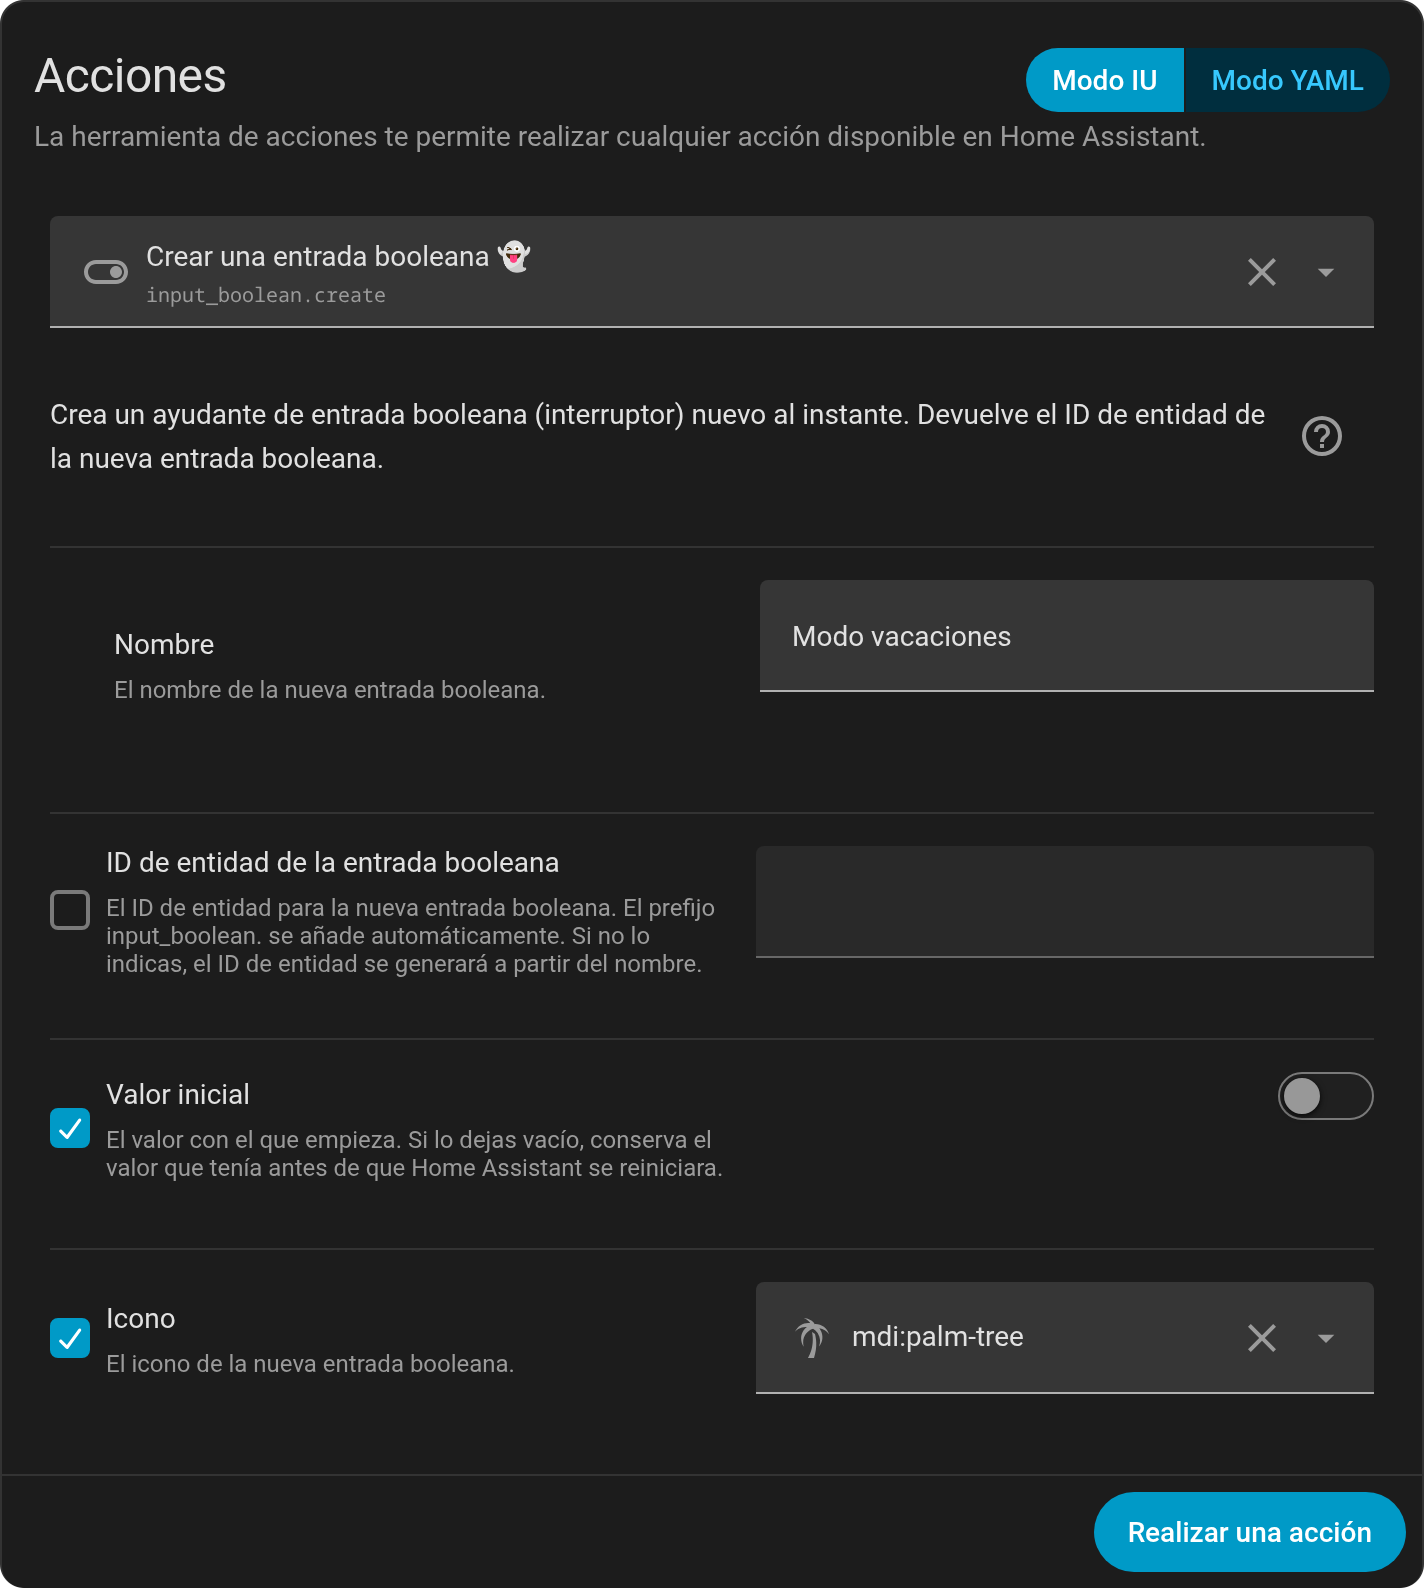 Acciones
Modo IU
Modo YAML
La herramienta de acciones te permite realizar cualquier acción disponible en Home Assistant.
Crear una entrada booleana 👻
input_boolean.create
Crea un ayudante de entrada booleana (interruptor) nuevo al instante. Devuelve el ID de entidad de
la nueva entrada booleana.
Nombre
El nombre de la nueva entrada booleana.
Modo vacaciones
ID de entidad de la entrada booleana
El ID de entidad para la nueva entrada booleana. El prefijo
input_boolean. se añade automáticamente. Si no lo
indicas, el ID de entidad se generará a partir del nombre.
Valor inicial
El valor con el que empieza. Si lo dejas vacío, conserva el
valor que tenía antes de que Home Assistant se reiniciara.
Icono
El icono de la nueva entrada booleana.
mdi:palm-tree
Realizar una acción